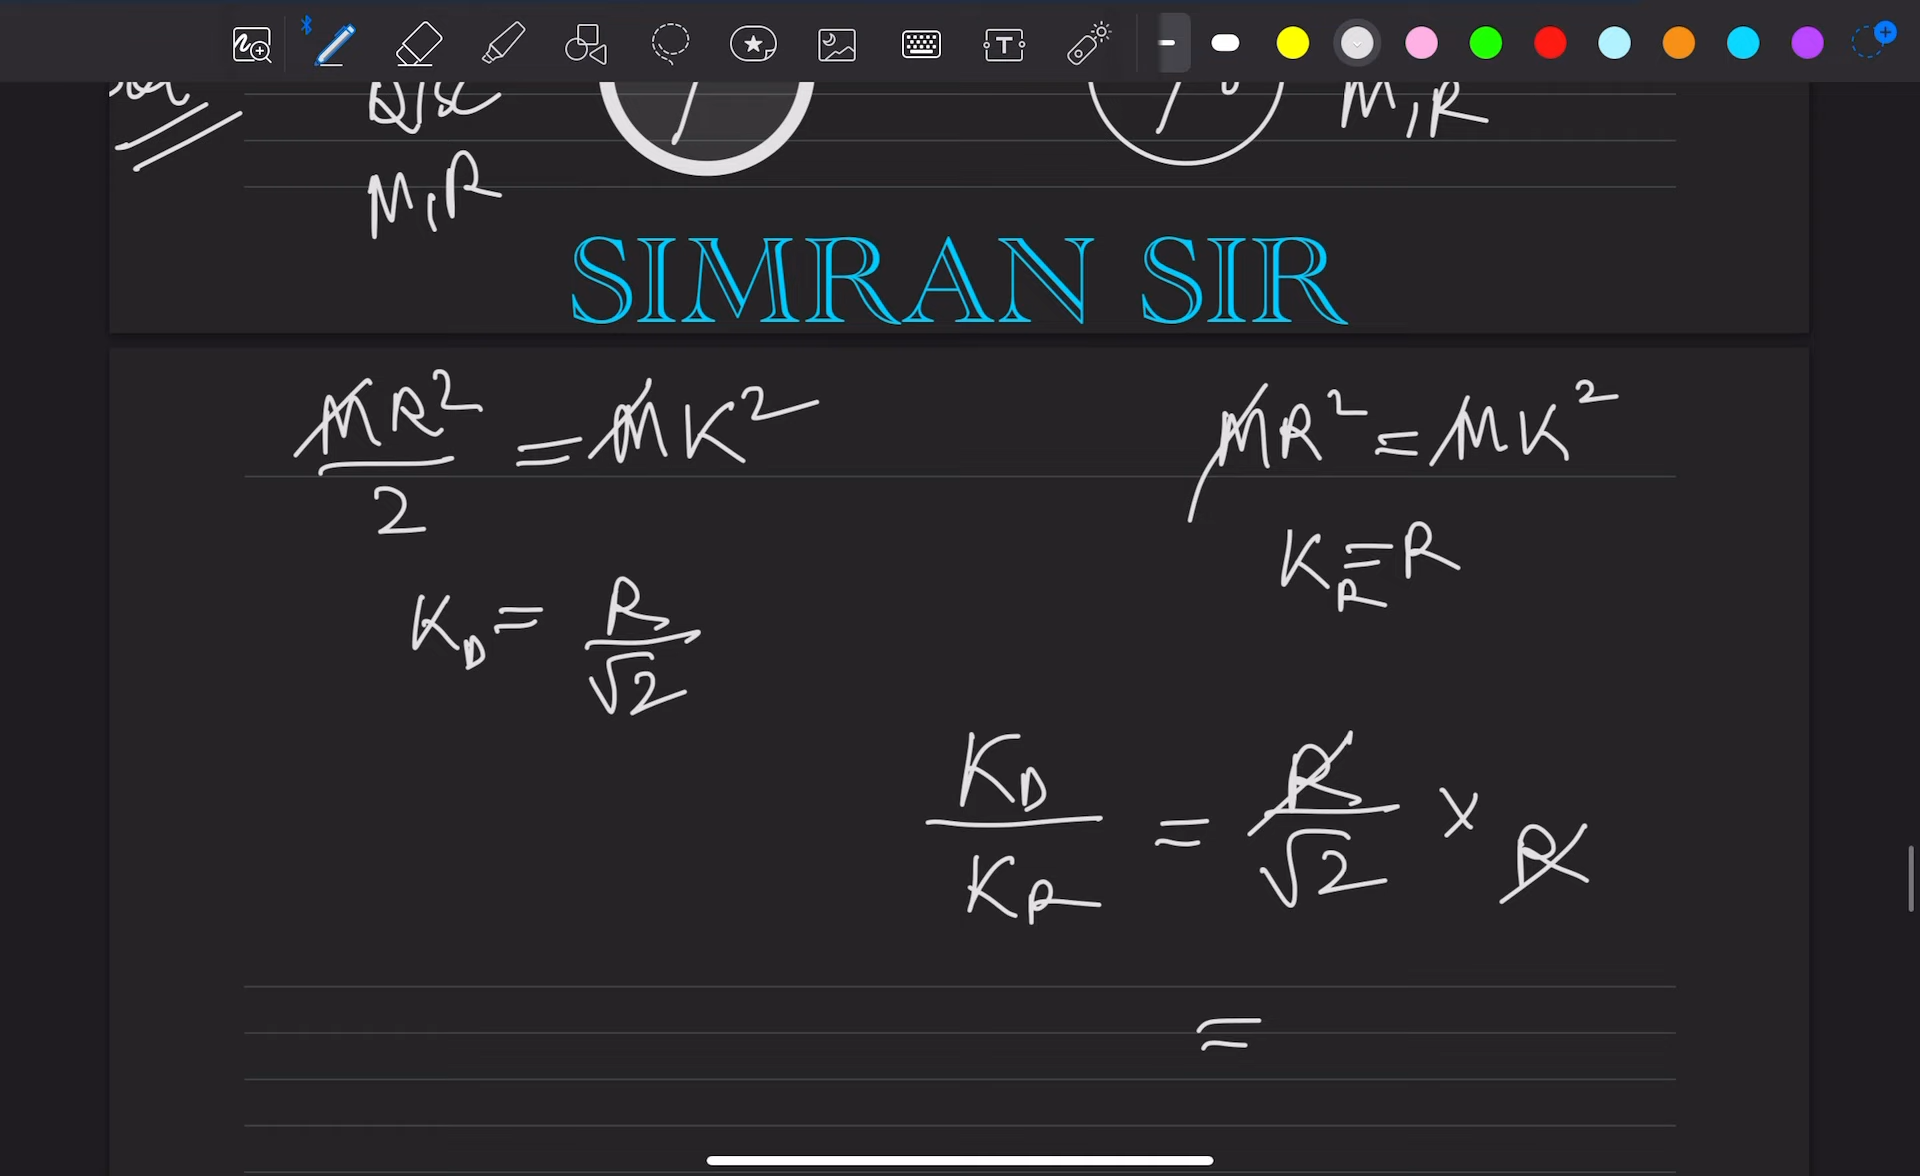 M,R
M,R
SIMRAN SIR
MR²/2 = MK²
MR² = MK²
K_R = R
K_D = R/√2
K_D/K_R = R/√2 × R
=